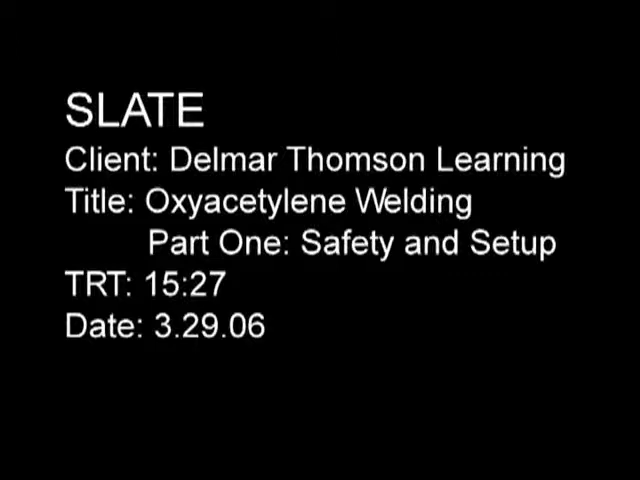 SLATE
Client: Delmar Thomson Learning
Title: Oxyacetylene Welding
Part One: Safety and Setup
TRT: 15:27
Date: 3.29.06